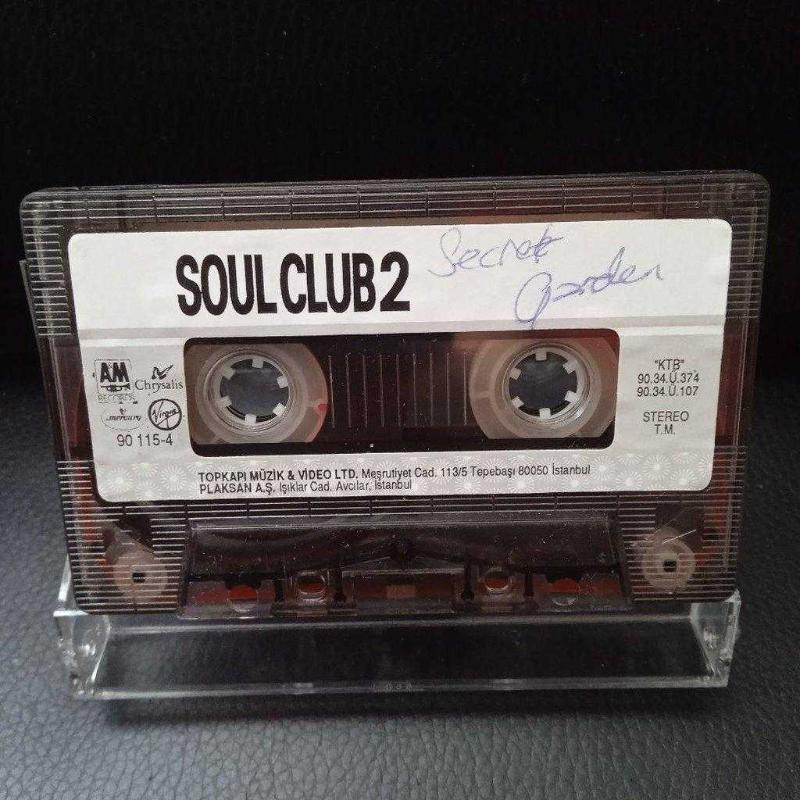 SOUL CLUB 2
Secret
Garden
A&M
RECORDS
Chrysalis
mercury
Virgin
90 115-4
"KTB"
90.34.Ü.374
90.34.Ü.107
STEREO
T.M.
TOPKAPI MÜZİK & VİDEO LTD. Meşrutiyet Cad. 113/5 Tepebaşı 80050 İstanbul
PLAKSAN A.Ş. Işıklar Cad. Avcılar, İstanbul